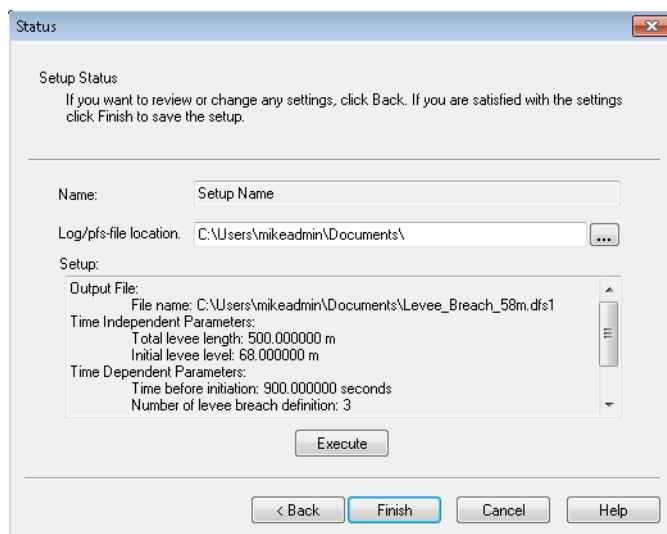 Status
Setup Status
If you want to review or change any settings, click Back. If you are satisfied with the settings
click Finish to save the setup.
Name:
Setup Name
Log/pfs-file location.
C:\Users\mikeadmin\Documents\
...
Setup:
Output File:
File name: C:\Users\mikeadmin\Documents\Levee_Breach_58m.dfs1
Time Independent Parameters:
Total levee length: 500.000000 m
Initial levee level: 68.000000 m
Time Dependent Parameters:
Time before initiation: 900.000000 seconds
Number of levee breach definition: 3
Execute
< Back
Finish
Cancel
Help